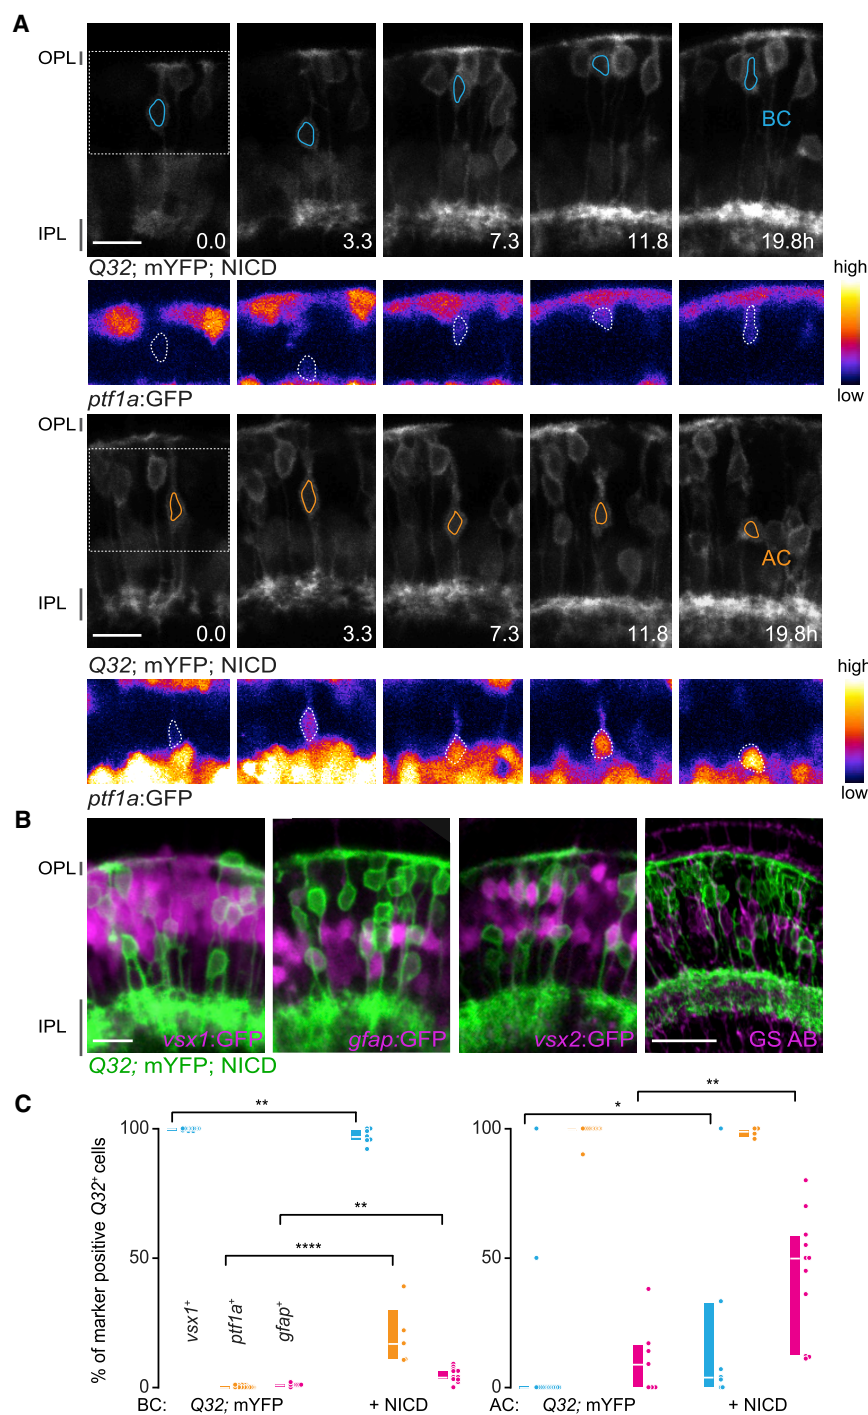 A
OPL
BC
IPL
0.0 3.3 7.3 11.8 19.8h
Q32; mYFP; NICD
high
low
ptf1a:GFP
OPL
AC
IPL
0.0 3.3 7.3 11.8 19.8h
Q32; mYFP; NICD
high
low
ptf1a:GFP
B
OPL
IPL
vsx1:GFP gfap:GFP vsx2:GFP GS AB
Q32; mYFP; NICD
C
** * **
100 100
% of marker positive Q32+ cells
**
****
50 50
vsx1+ ptf1a+ gfap+
0 0
BC: Q32; mYFP + NICD AC: Q32; mYFP + NICD